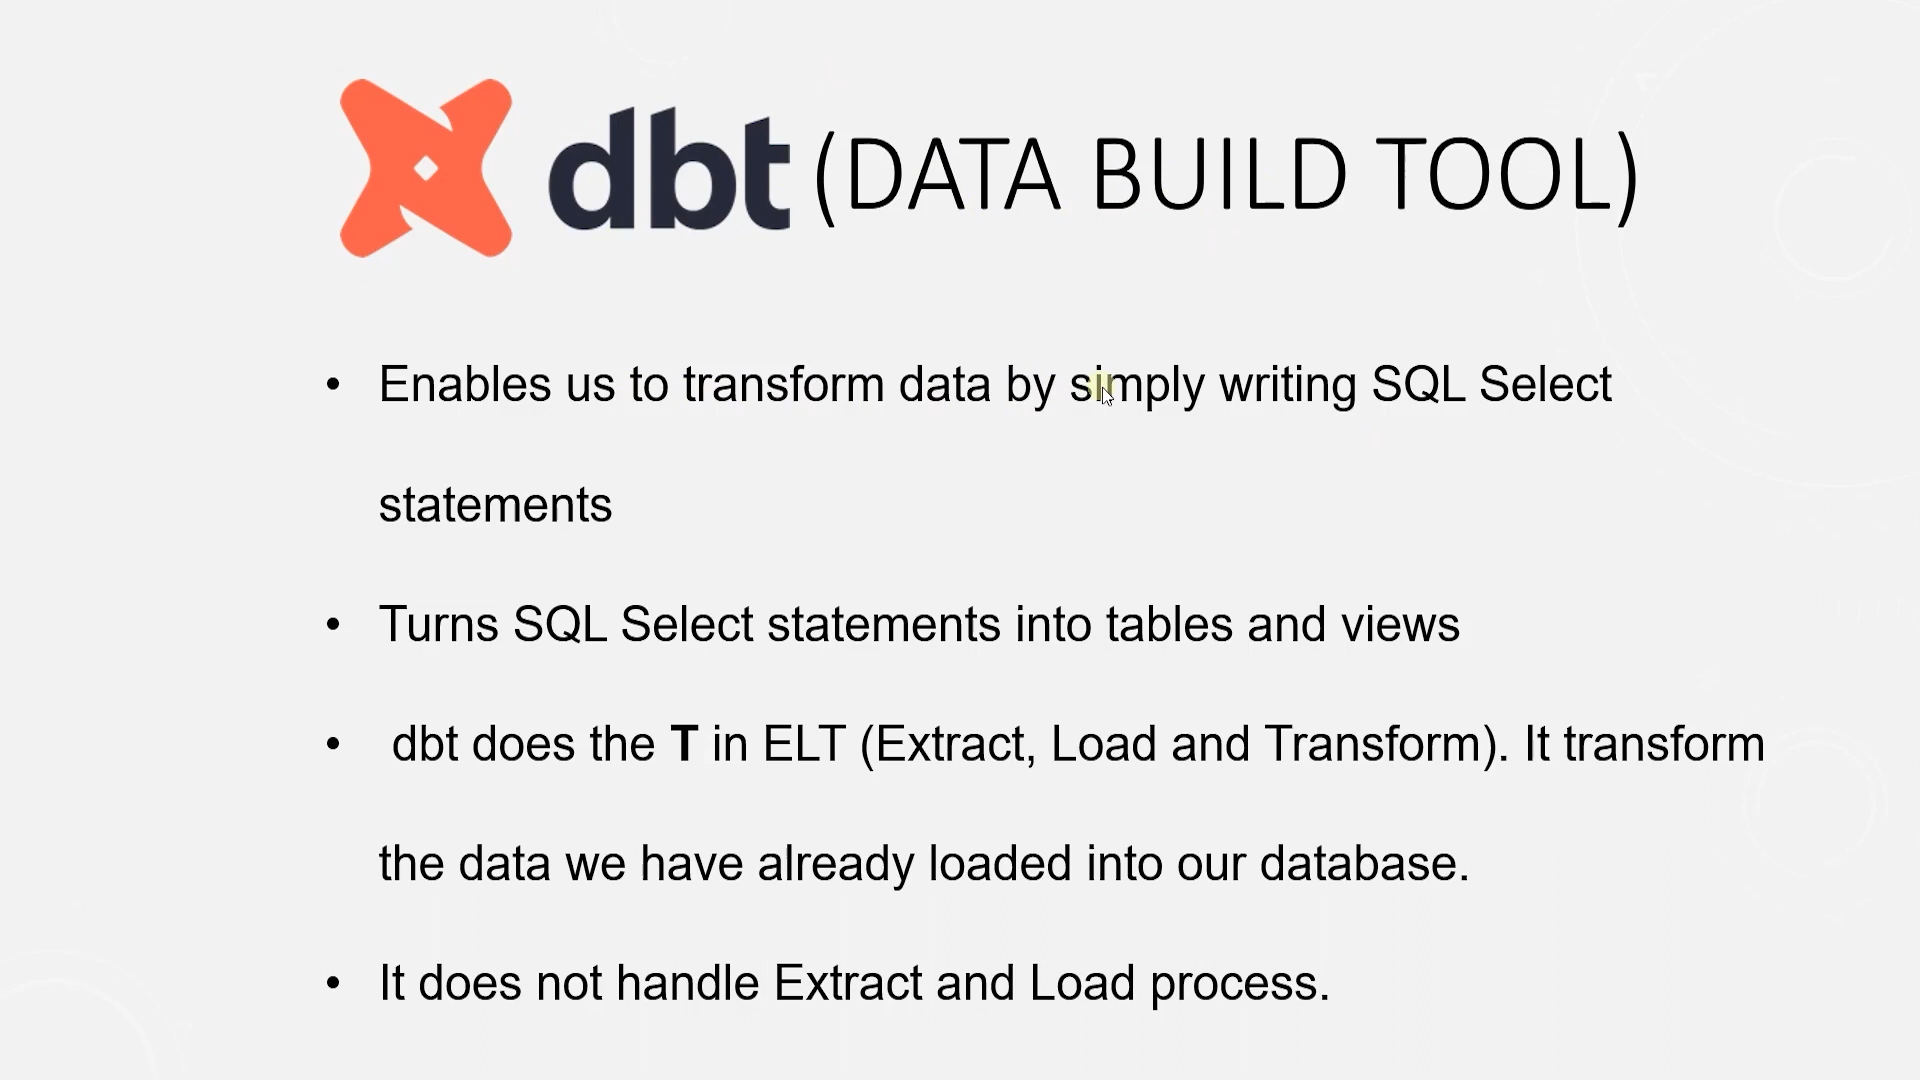 dbt (DATA BUILD TOOL)
• Enables us to transform data by simply writing SQL Select
statements
• Turns SQL Select statements into tables and views
• dbt does the T in ELT (Extract, Load and Transform). It transform
the data we have already loaded into our database.
• It does not handle Extract and Load process.